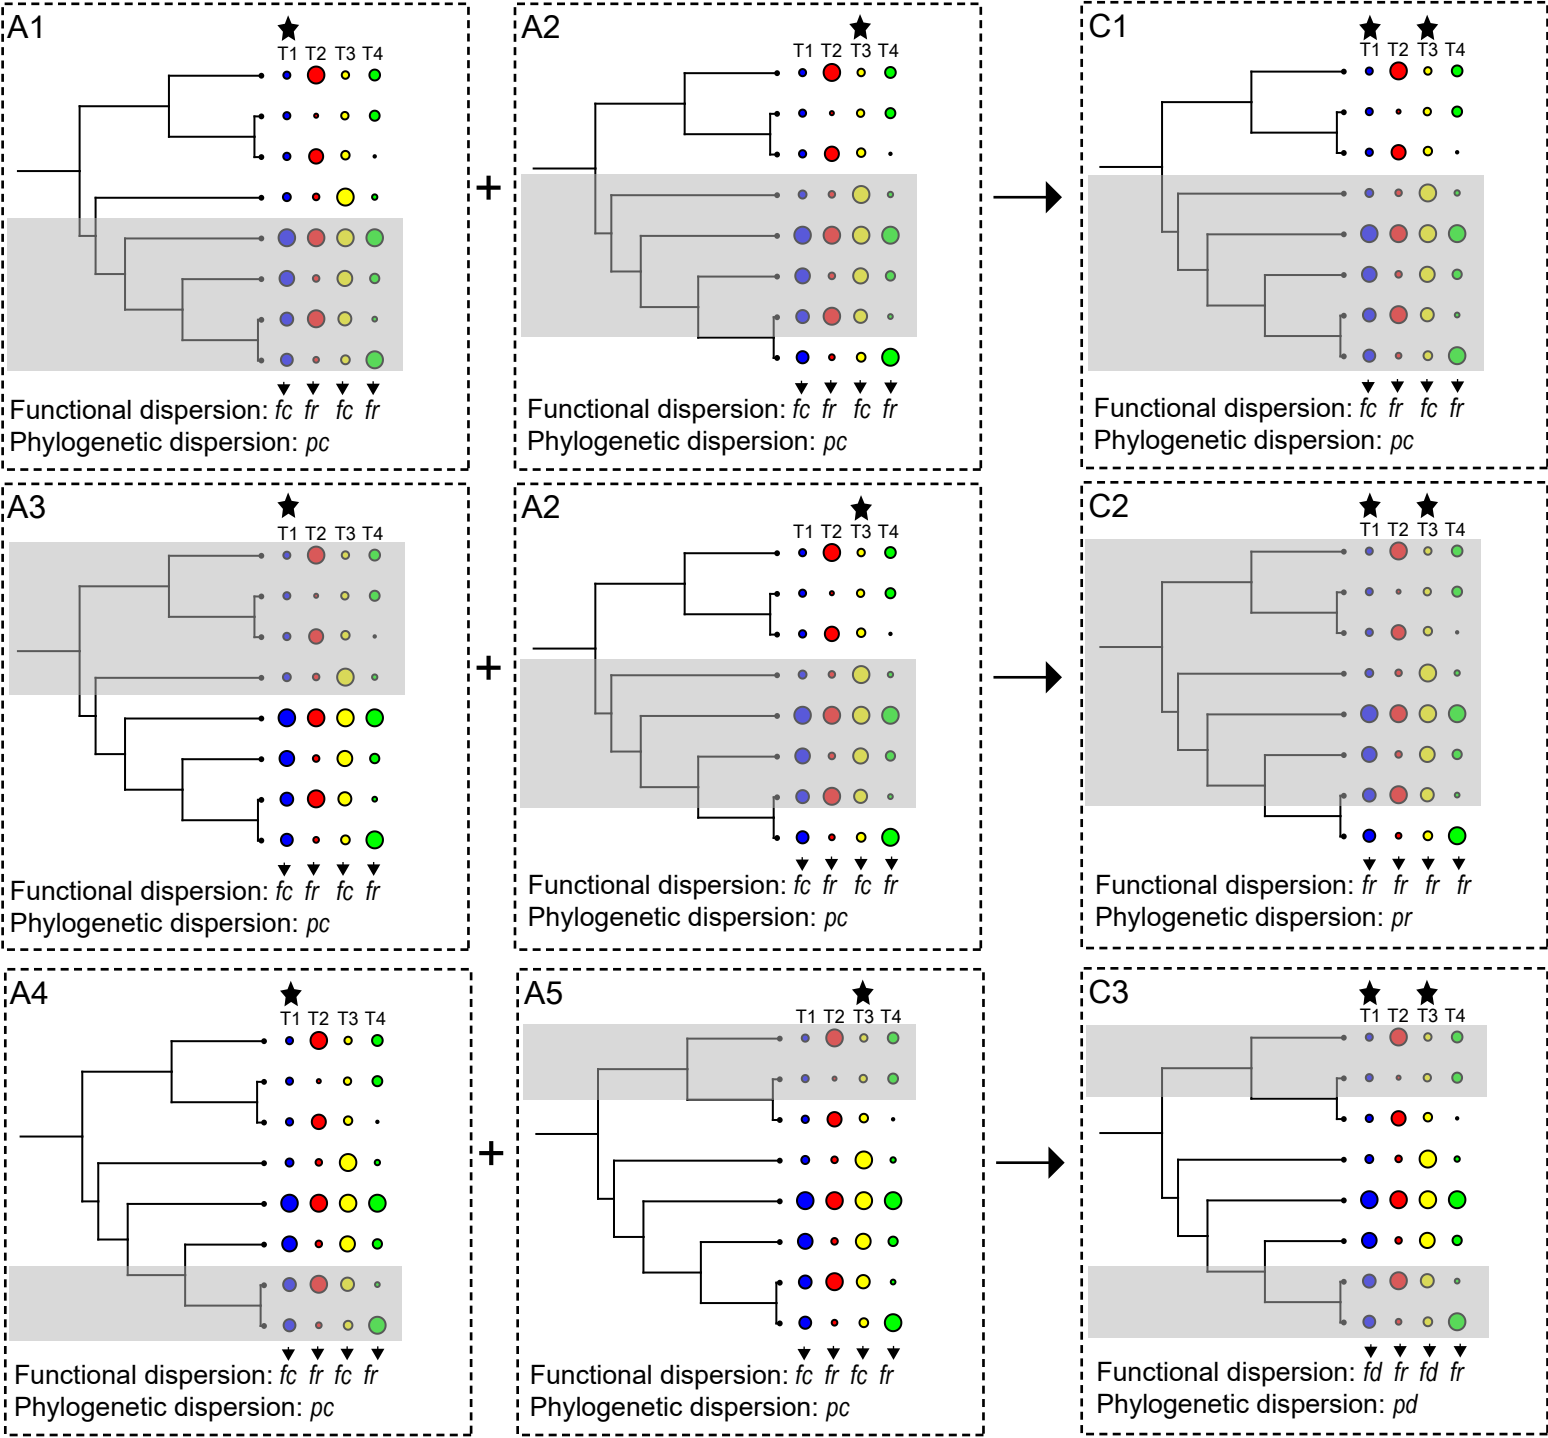 A1
T1 T2 T3 T4
Functional dispersion: fc fr fc fr
Phylogenetic dispersion: pc
+
A2
T1 T2 T3 T4
Functional dispersion: fc fr fc fr
Phylogenetic dispersion: pc
C1
T1 T2 T3 T4
Functional dispersion: fc fr fc fr
Phylogenetic dispersion: pc
A3
T1 T2 T3 T4
Functional dispersion: fc fr fc fr
Phylogenetic dispersion: pc
+
A2
T1 T2 T3 T4
Functional dispersion: fc fr fc fr
Phylogenetic dispersion: pc
C2
T1 T2 T3 T4
Functional dispersion: fr fr fr fr
Phylogenetic dispersion: pr
A4
T1 T2 T3 T4
Functional dispersion: fc fr fc fr
Phylogenetic dispersion: pc
+
A5
T1 T2 T3 T4
Functional dispersion: fc fr fc fr
Phylogenetic dispersion: pc
C3
T1 T2 T3 T4
Functional dispersion: fd fr fd fr
Phylogenetic dispersion: pd